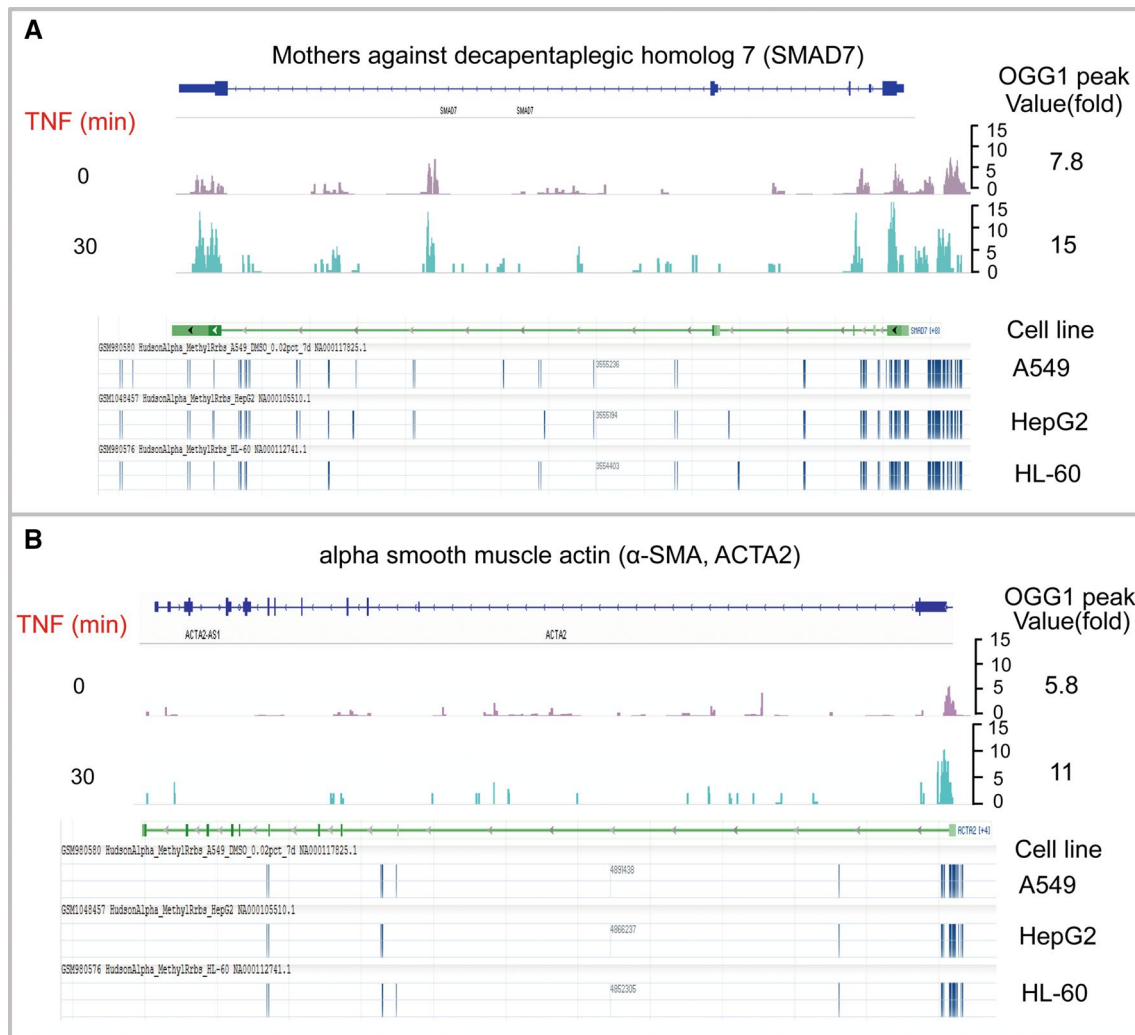 A
Mothers against decapentaplegic homolog 7 (SMAD7)
OGG1 peak
Value(fold)
TNF (min)
SMAD7 SMAD7
0
15
10
5
0
7.8
30
15
10
5
0
15
SMAD7 [+8]
Cell line
GSM980580 HudsonAlpha_MethylRrbs_A549_DMSO_0.02pct_7d NA000117825.1
3555236
A549
GSM1048457 HudsonAlpha_MethylRrbs_HepG2 NA000105510.1
3555194
HepG2
GSM980576 HudsonAlpha_MethylRrbs_HL-60 NA000112741.1
3554403
HL-60
B
alpha smooth muscle actin (α-SMA, ACTA2)
OGG1 peak
Value(fold)
TNF (min)
ACTA2-AS1 ACTA2
0
15
10
5
0
5.8
30
15
10
5
0
11
ACTA2 [+4]
Cell line
GSM980580 HudsonAlpha_MethylRrbs_A549_DMSO_0.02pct_7d NA000117825.1
4891438
A549
GSM1048457 HudsonAlpha_MethylRrbs_HepG2 NA000105510.1
4866237
HepG2
GSM980576 HudsonAlpha_MethylRrbs_HL-60 NA000112741.1
4852305
HL-60